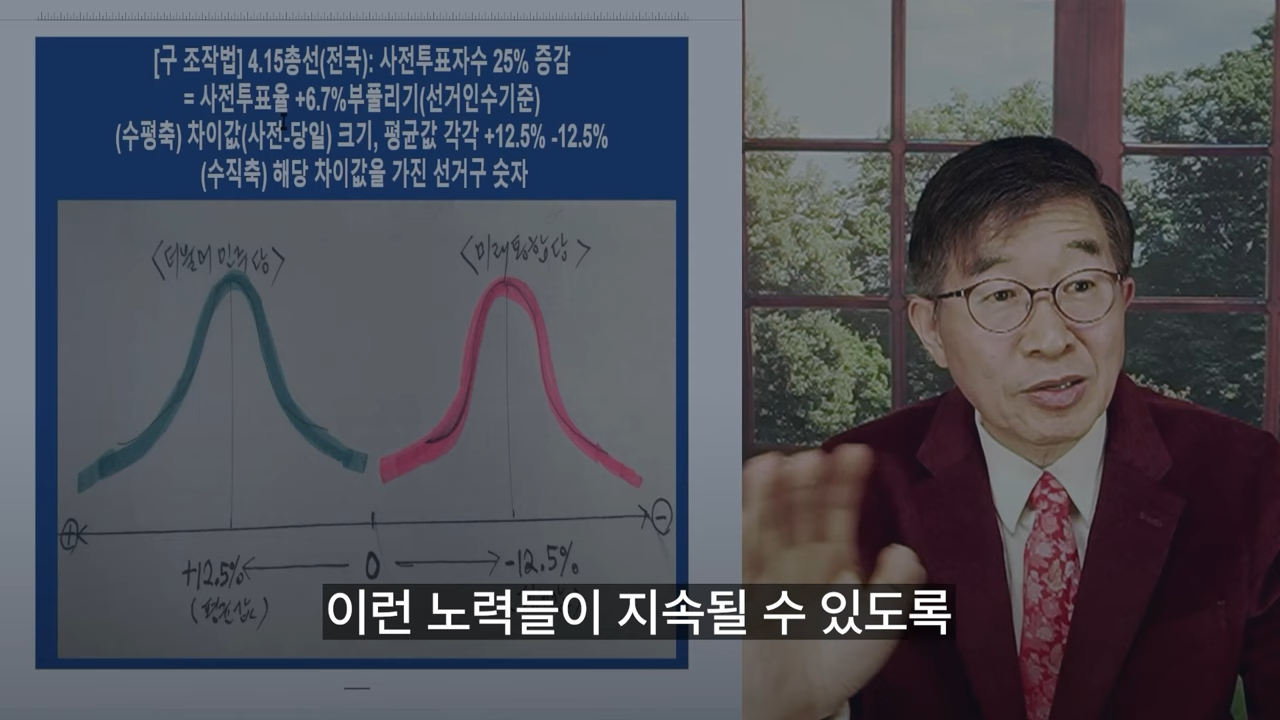 [구 조작법] 4.15총선(전국): 사전투표자수 25% 증감
= 사전투표율 +6.7%부풀리기(선거인수기준)
(수평축) 차이값(사전-당일) 크기, 평균값 각각 +12.5% -12.5%
(수직축) 해당 차이값을 가진 선거구 숫자
<더불어민주당>
<미래통합당>
+
-
+12.5%
0
-12.5%
(평균값)
이런 노력들이 지속될 수 있도록